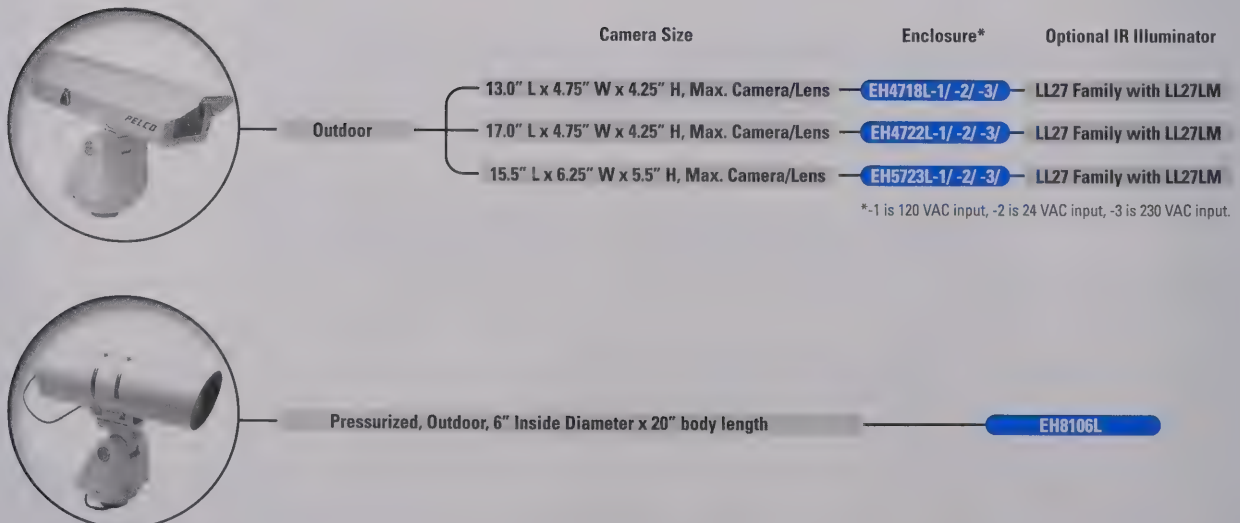 Camera Size Enclosure* Optional IR Illuminator
PELCO
Outdoor
13.0" L x 4.75" W x 4.25" H, Max. Camera/Lens EH4718L-1/ -2/ -3/ LL27 Family with LL27LM
17.0" L x 4.75" W x 4.25" H, Max. Camera/Lens EH4722L-1/ -2/ -3/ LL27 Family with LL27LM
15.5" L x 6.25" W x 5.5" H, Max. Camera/Lens EH5723L-1/ -2/ -3/ LL27 Family with LL27LM
*-1 is 120 VAC input, -2 is 24 VAC input, -3 is 230 VAC input.
Pressurized, Outdoor, 6" Inside Diameter x 20" body length EH8106L